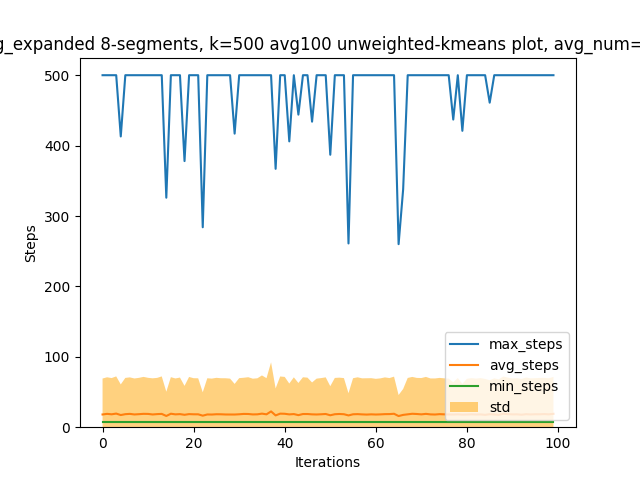 g_expanded 8-segments, k=500 avg100 unweighted-kmeans plot, avg_num=
500
400
300
200
100
0
Steps
max_steps
avg_steps
min_steps
std
0 20 40 60 80 100
Iterations